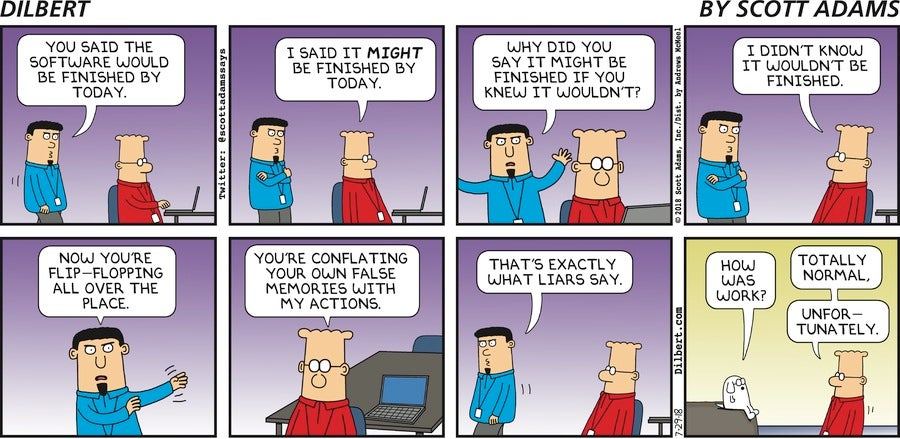 DILBERT
BY SCOTT ADAMS
YOU SAID THE
SOFTWARE WOULD
BE FINISHED BY
TODAY.
Twitter: @scottadamssays
I SAID IT MIGHT
BE FINISHED BY
TODAY.
WHY DID YOU
SAY IT MIGHT BE
FINISHED IF YOU
KNEW IT WOULDN'T?
© 2018 Scott Adams, Inc./Dist. by Andrews McMeel
I DIDN'T KNOW
IT WOULDN'T BE
FINISHED.
NOW YOU'RE
FLIP-FLOPPING
ALL OVER THE
PLACE.
YOU'RE CONFLATING
YOUR OWN FALSE
MEMORIES WITH
MY ACTIONS.
THAT'S EXACTLY
WHAT LIARS SAY.
7-29-18
Dilbert.com
HOW
WAS
WORK?
TOTALLY
NORMAL,
UNFOR-
TUNATELY.